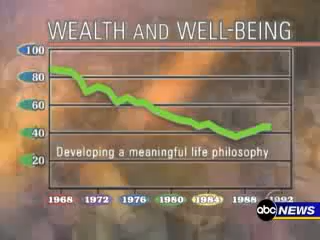 WEALTH AND WELL-BEING
100
80
60
40
20
Developing a meaningful life philosophy
1968 1972 1976 1980 1984 1988 1992
abc NEWS